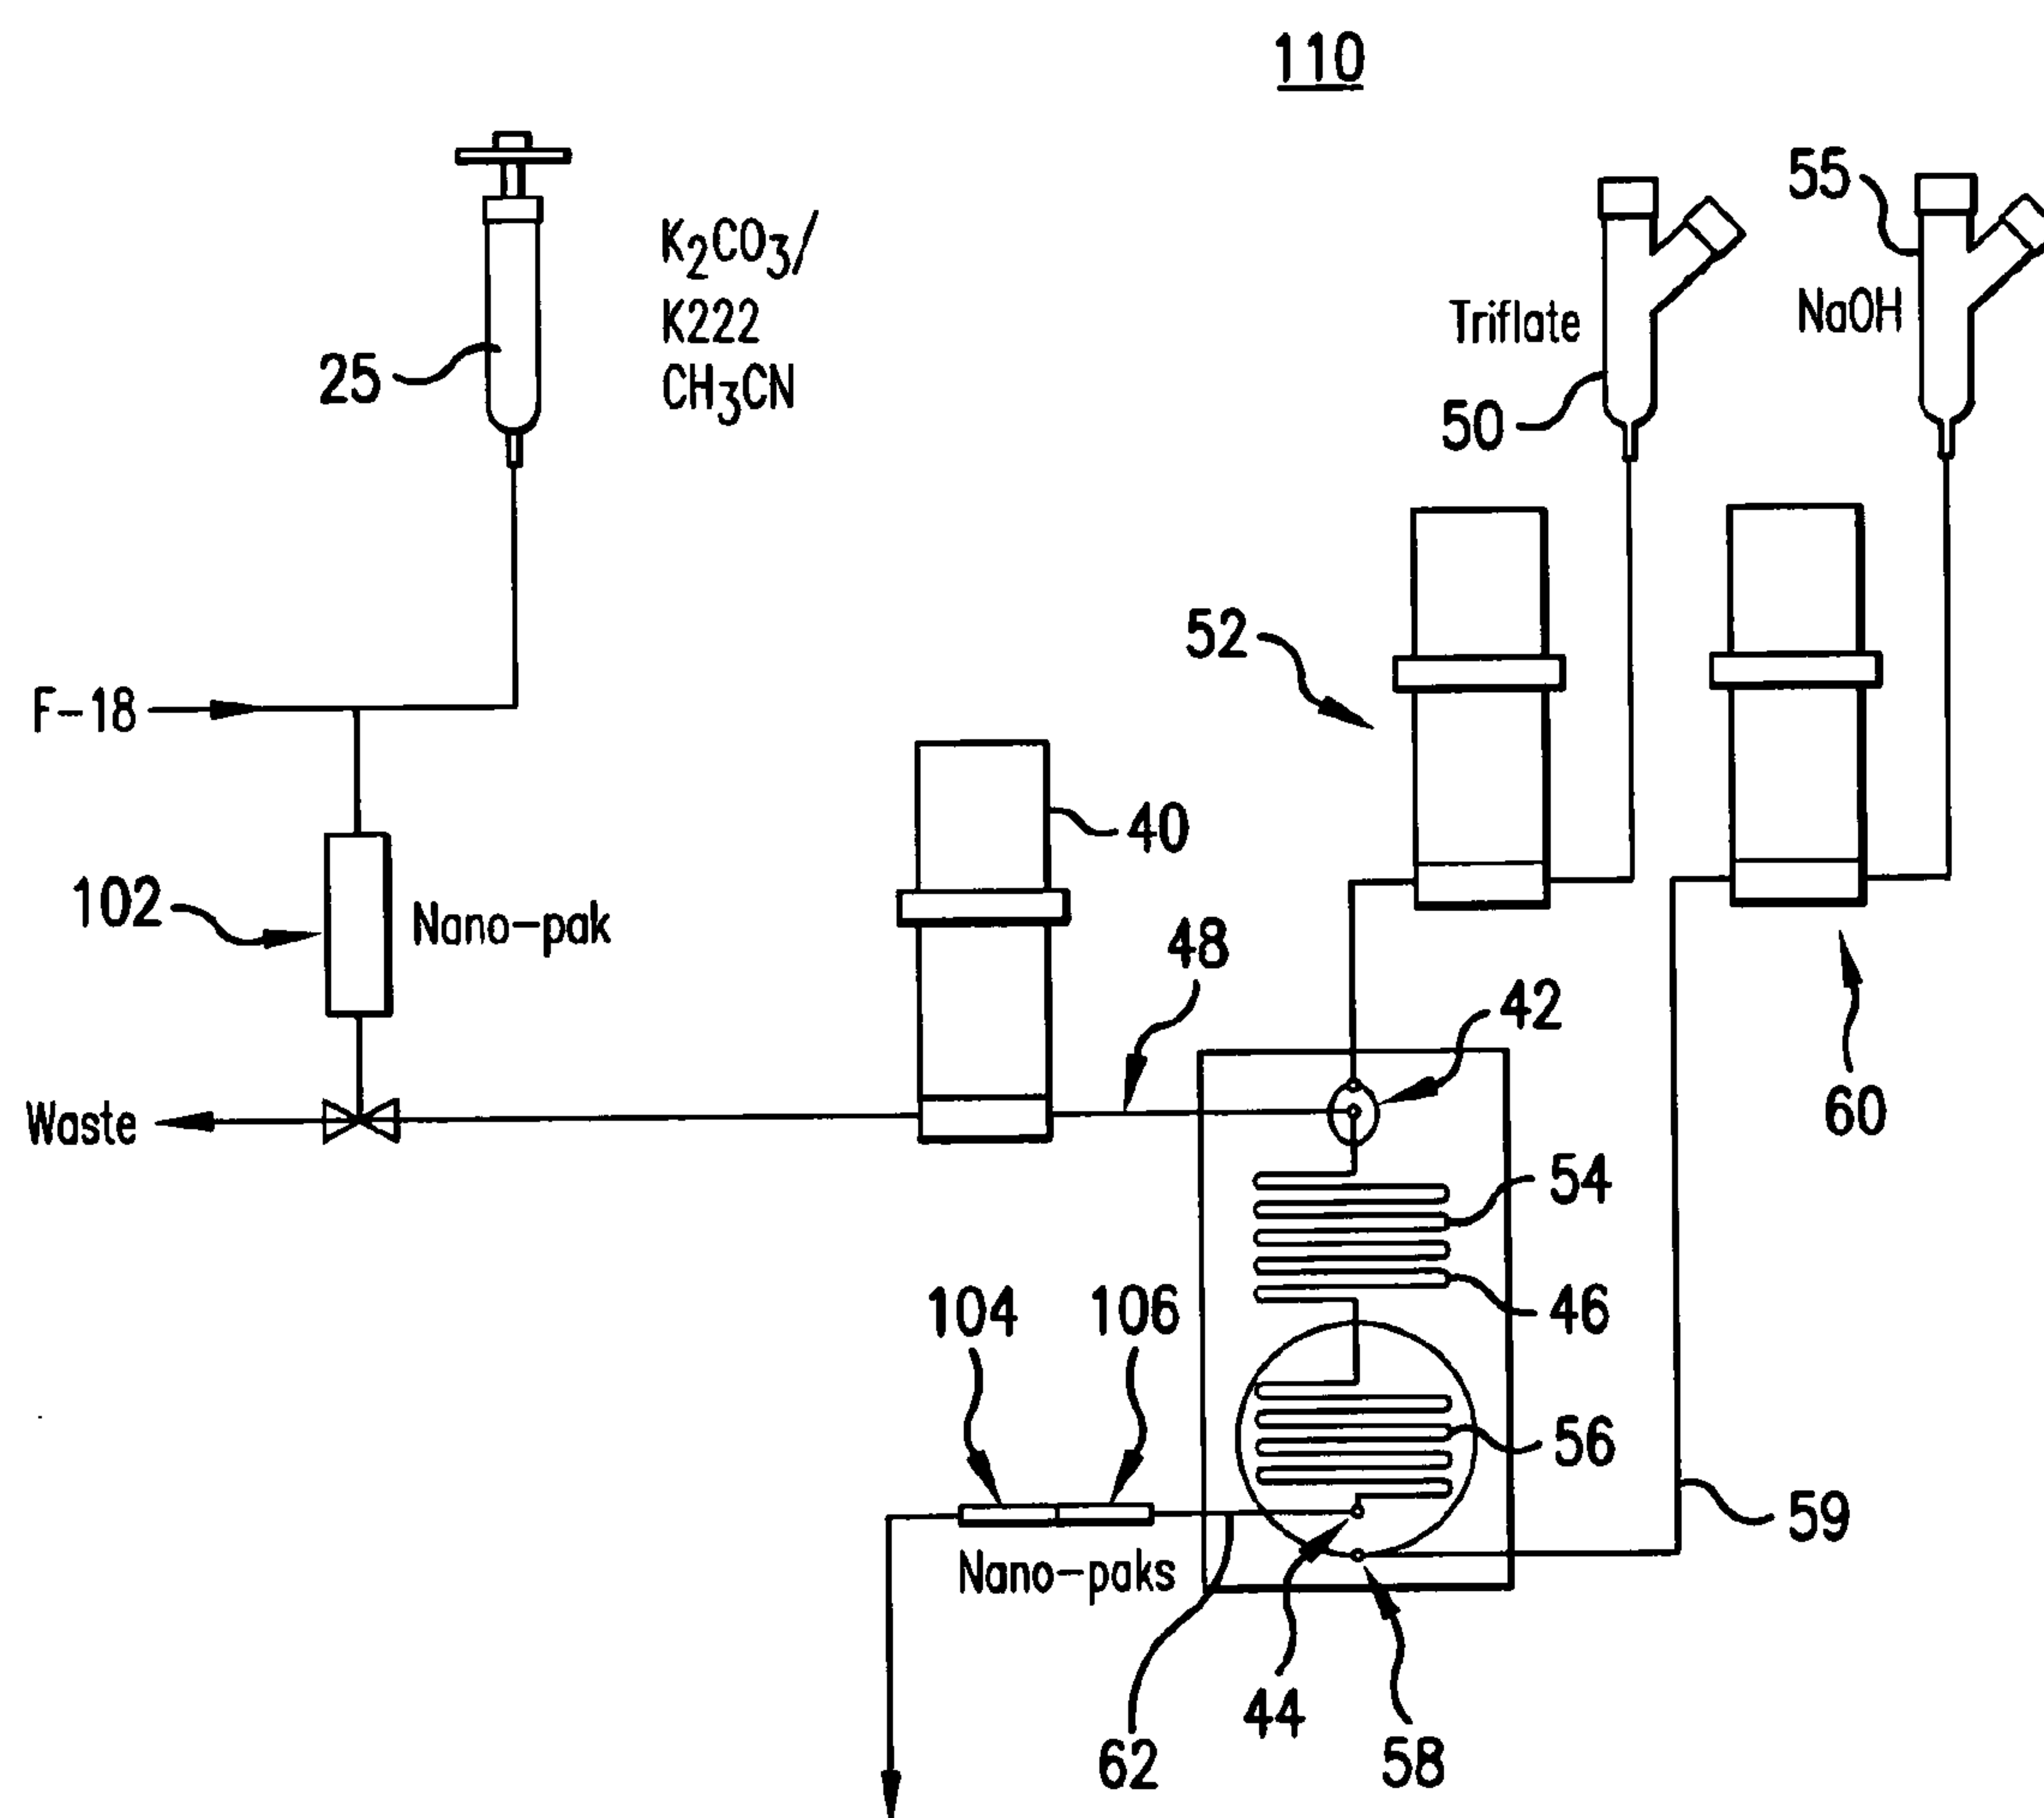 110
55
K2CO3/
K222
CH3CN
Triflate
NaOH
25
50
52
F-18
40
102
Nano-pak
48
42
Waste
60
54
104
106
46
56
59
Nano-paks
44
62
58